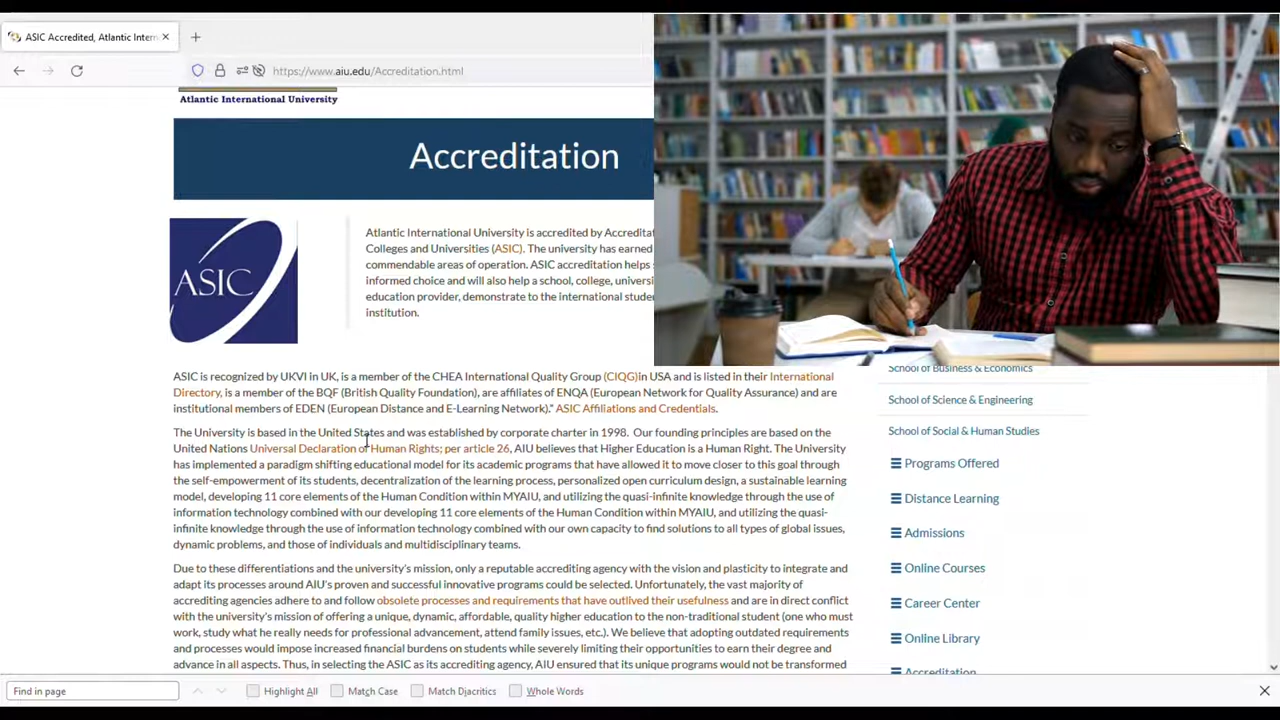 ASIC Accredited, Atlantic Intern
https://www.aiu.edu/Accreditation.html
Atlantic International University
Accreditation
ASIC
Atlantic International University is accredited by Accreditat
Colleges and Universities (ASIC). The university has earned
commendable areas of operation. ASIC accreditation helps
informed choice and will also help a school, college, universi
education provider, demonstrate to the international stude
institution.
ASIC is recognized by UKVI in UK, is a member of the CHEA International Quality Group (CIQG)in USA and is listed in their International
Directory, is a member of the BQF (British Quality Foundation), are affiliates of ENQA (European Network for Quality Assurance) and are
institutional members of EDEN (European Distance and E-Learning Network).” ASIC Affiliations and Credentials.
The University is based in the United States and was established by corporate charter in 1998. Our founding principles are based on the
United Nations Universal Declaration of Human Rights; per article 26, AIU believes that Higher Education is a Human Right. The University
has implemented a paradigm shifting educational model for its academic programs that have allowed it to move closer to this goal through
the self-empowerment of its students, decentralization of the learning process, personalized open curriculum design, a sustainable learning
model, developing 11 core elements of the Human Condition within MYAIU, and utilizing the quasi-infinite knowledge through the use of
information technology combined with our developing 11 core elements of the Human Condition within MYAIU, and utilizing the quasi-
infinite knowledge through the use of information technology combined with our own capacity to find solutions to all types of global issues,
dynamic problems, and those of individuals and multidisciplinary teams.
Due to these differentiations and the university's mission, only a reputable accrediting agency with the vision and plasticity to integrate and
adapt its processes around AIU's proven and successful innovative programs could be selected. Unfortunately, the vast majority of
accrediting agencies adhere to and follow obsolete processes and requirements that have outlived their usefulness and are in direct conflict
with the university's mission of offering a unique, dynamic, affordable, quality higher education to the non-traditional student (one who must
work, study what he really needs for professional advancement, attend family issues, etc.). We believe that adopting outdated requirements
and processes would impose increased financial burdens on students while severely limiting their opportunities to earn their degree and
advance in all aspects. Thus, in selecting the ASIC as its accrediting agency, AIU ensured that its unique programs would not be transformed
School of Business & Economics
School of Science & Engineering
School of Social & Human Studies
Programs Offered
Distance Learning
Admissions
Online Courses
Career Center
Online Library
Accreditation
Find in page
Highlight All
Match Case
Match Diacritics
Whole Words